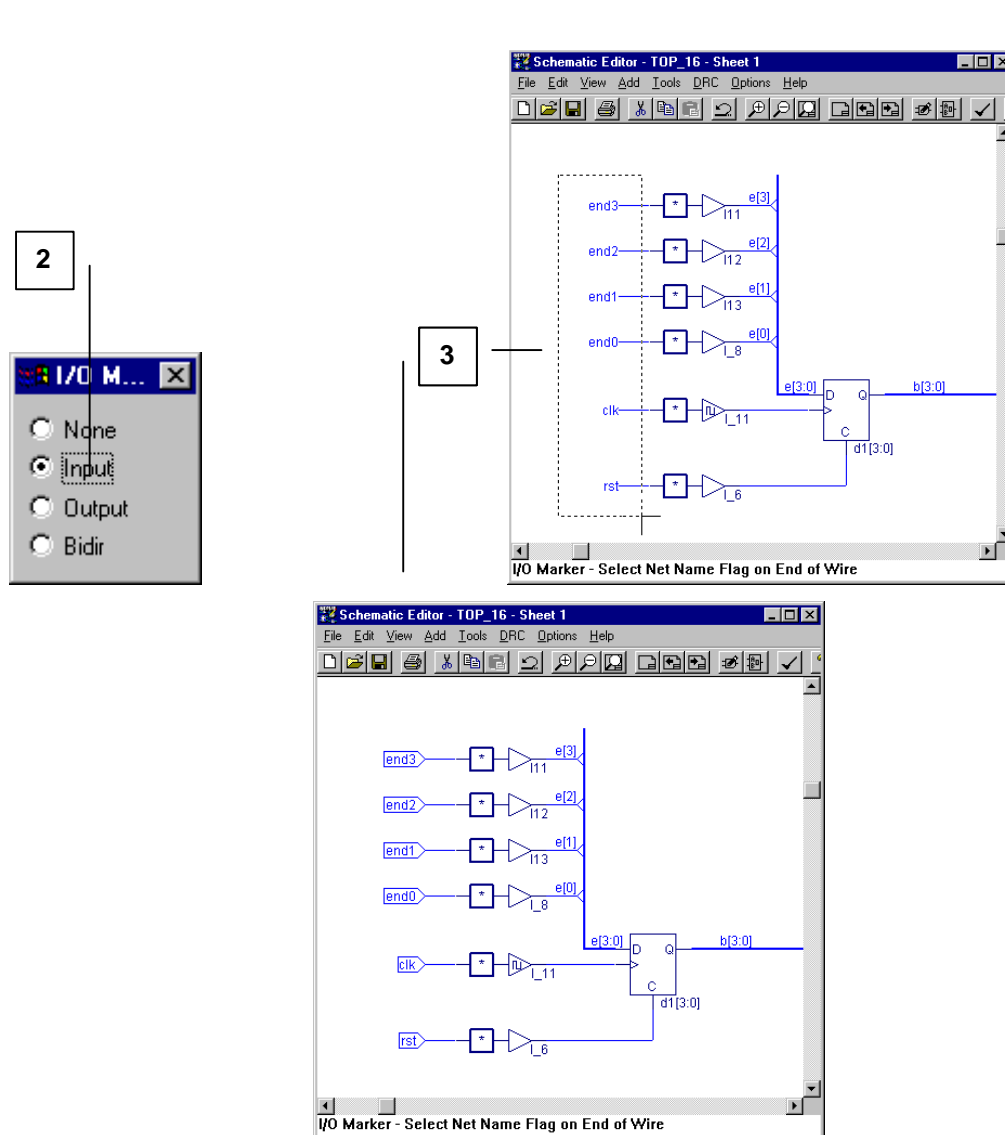 Schematic Editor - TOP_16 - Sheet 1
File Edit View Add Tools DRC Options Help
end3 * I11 e[3]
end2 * I12 e[2]
end1 * I13 e[1]
end0 * I_8 e[0]
e[3:0] D Q b[3:0]
clk * I_11
C
d1[3:0]
rst * I_6
I/O Marker - Select Net Name Flag on End of Wire
2
3
I/O M...
None
Input
Output
Bidir
Schematic Editor - TOP_16 - Sheet 1
File Edit View Add Tools DRC Options Help
end3 * I11 e[3]
end2 * I12 e[2]
end1 * I13 e[1]
end0 * I_8 e[0]
e[3:0] D Q b[3:0]
clk * I_11
C
d1[3:0]
rst * I_6
I/O Marker - Select Net Name Flag on End of Wire